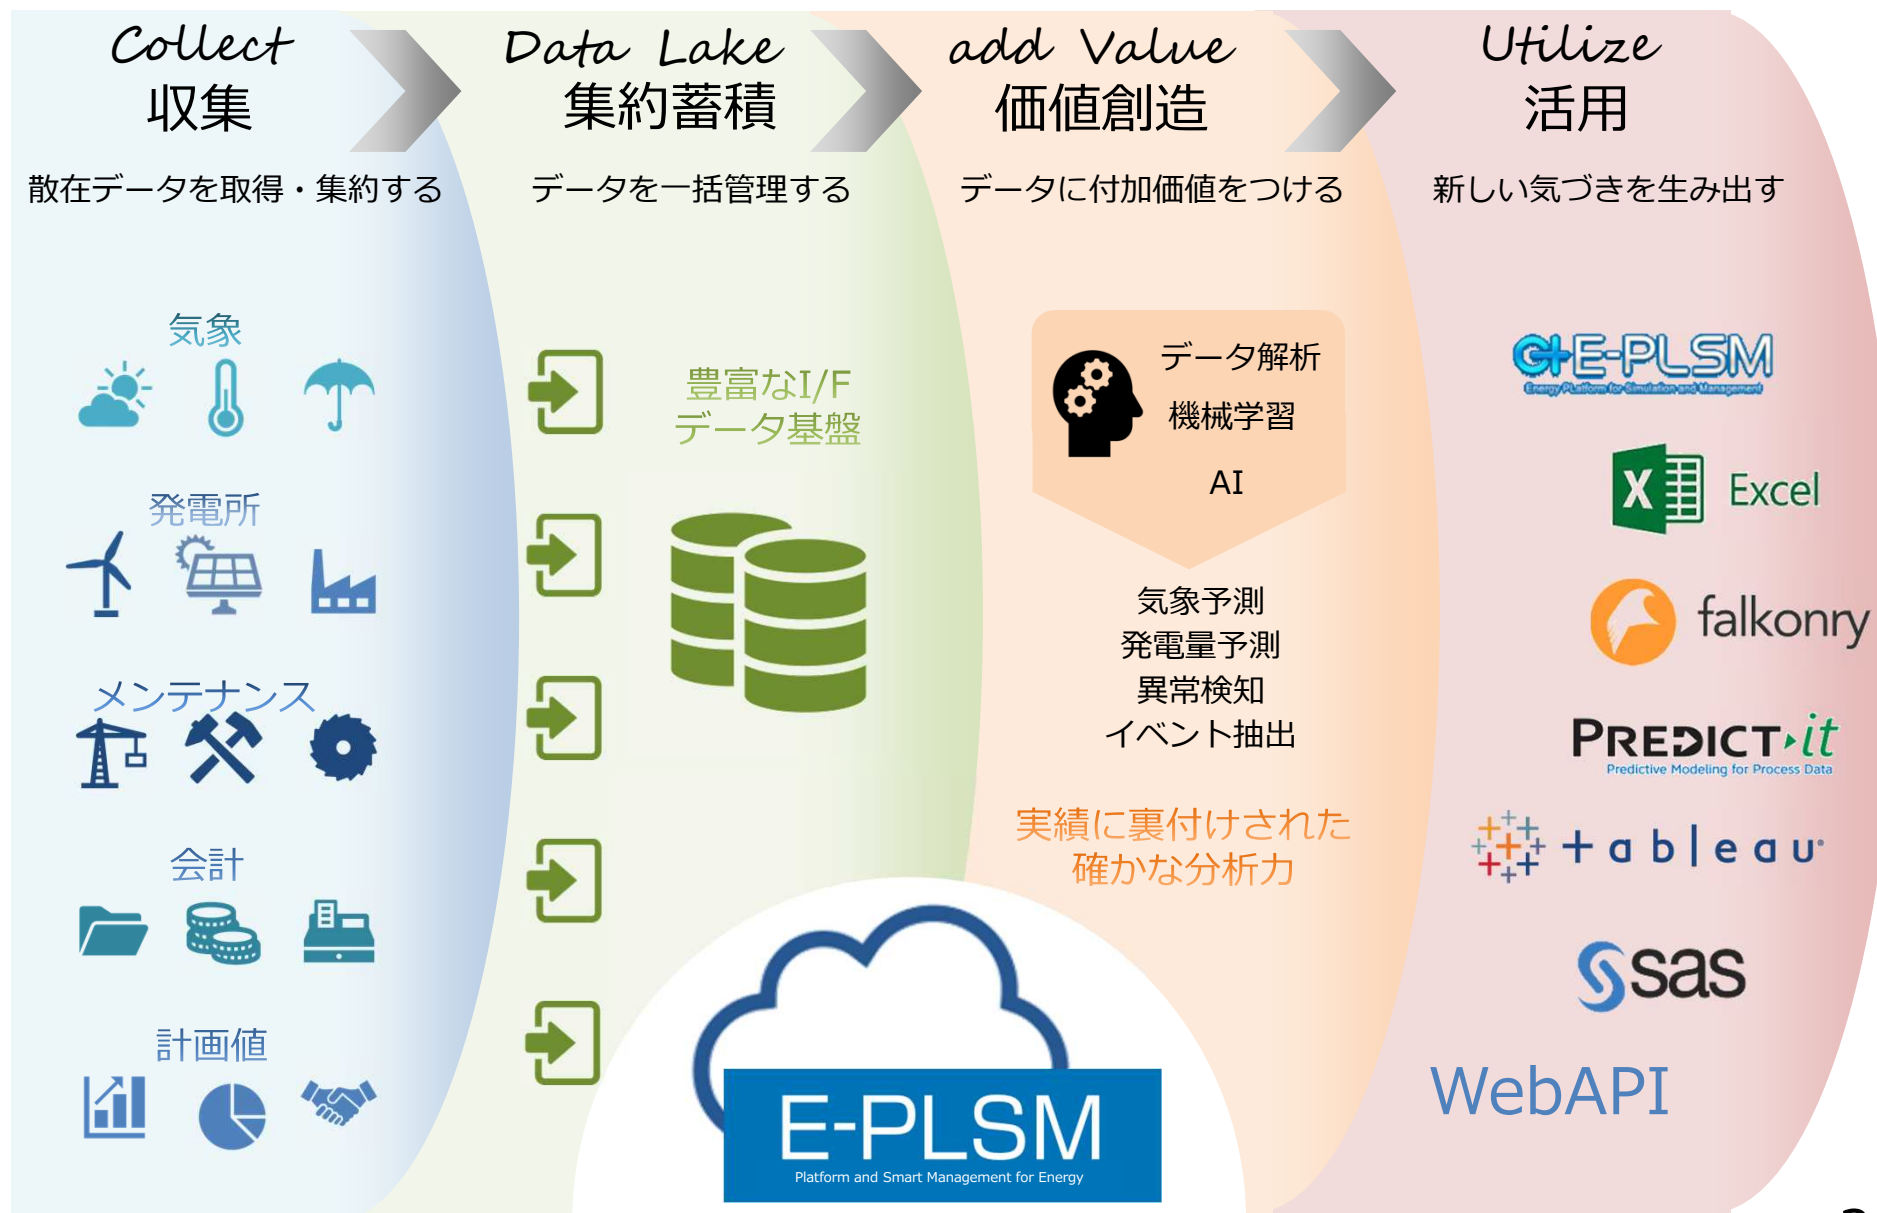 Collect
収集
散在データを取得・集約する
気象
発電所
メンテナンス
会計
計画値
Data Lake
集約蓄積
データを一括管理する
豊富なI/F
データ基盤
add Value
価値創造
データに付加価値をつける
データ解析
機械学習
AI
気象予測
発電量予測
異常検知
イベント抽出
実績に裏付けされた
確かな分析力
E-PLSM
Platform and Smart Management for Energy
Utilize
活用
新しい気づきを生み出す
E-PLSM
Energy PLatform for Simulation and Management
X
Excel
falkonry
PREDICT it
Predictive Modeling for Process Data
+ableau
sas
WebAPI